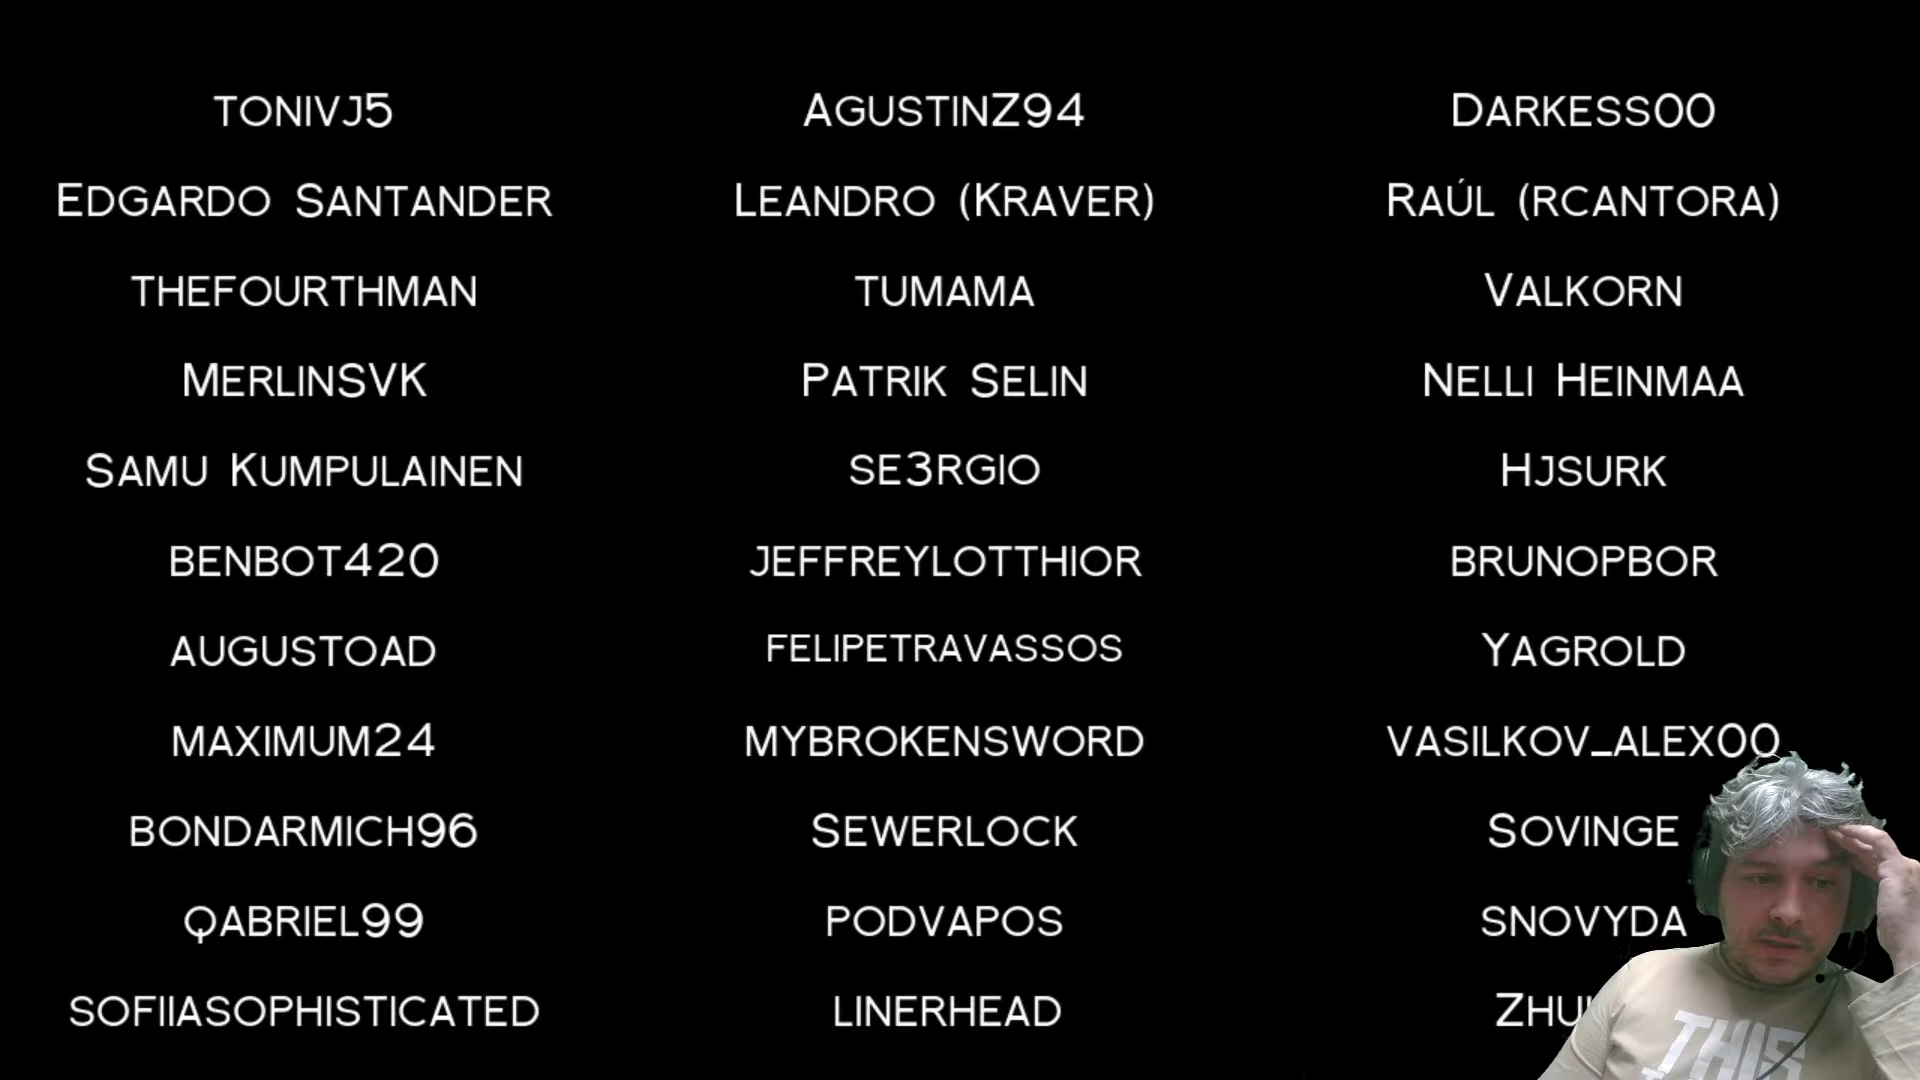 TONIVJ5 AGUSTINZ94 DARKESS00
EDGARDO SANTANDER LEANDRO (KRAVER) RAÚL (RCANTORA)
THEFOURTHMAN TUMAMA VALKORN
MERLINSVK PATRIK SELIN NELLI HEINMAA
SAMU KUMPULAINEN SE3RGIO HJSURK
BENBOT420 JEFFREYLOTTHIOR BRUNOPBOR
AUGUSTOAD FELIPETRAVASSOS YAGROLD
MAXIMUM24 MYBROKENSWORD VASILKOV_ALEX00
BONDARMICH96 SEWERLOCK SOVINGE
QABRIEL99 PODVAPOS SNOVYDA
SOFIIASOPHISTICATED LINERHEAD
THIS